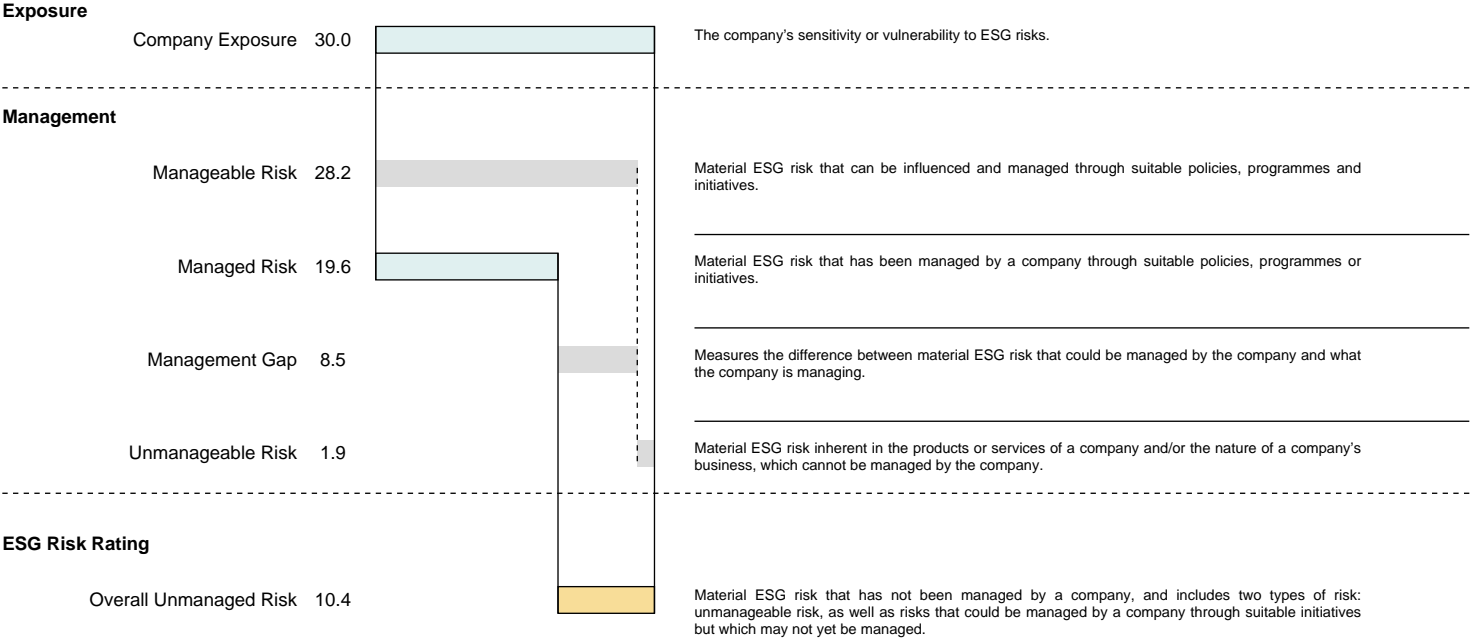 Exposure
Company Exposure 30.0
The company’s sensitivity or vulnerability to ESG risks.
Management
Manageable Risk 28.2
Material ESG risk that can be influenced and managed through suitable policies, programmes and
initiatives.
Managed Risk 19.6
Material ESG risk that has been managed by a company through suitable policies, programmes or
initiatives.
Management Gap 8.5
Measures the difference between material ESG risk that could be managed by the company and what
the company is managing.
Unmanageable Risk 1.9
Material ESG risk inherent in the products or services of a company and/or the nature of a company’s
business, which cannot be managed by the company.
ESG Risk Rating
Overall Unmanaged Risk 10.4
Material ESG risk that has not been managed by a company, and includes two types of risk:
unmanageable risk, as well as risks that could be managed by a company through suitable initiatives
but which may not yet be managed.